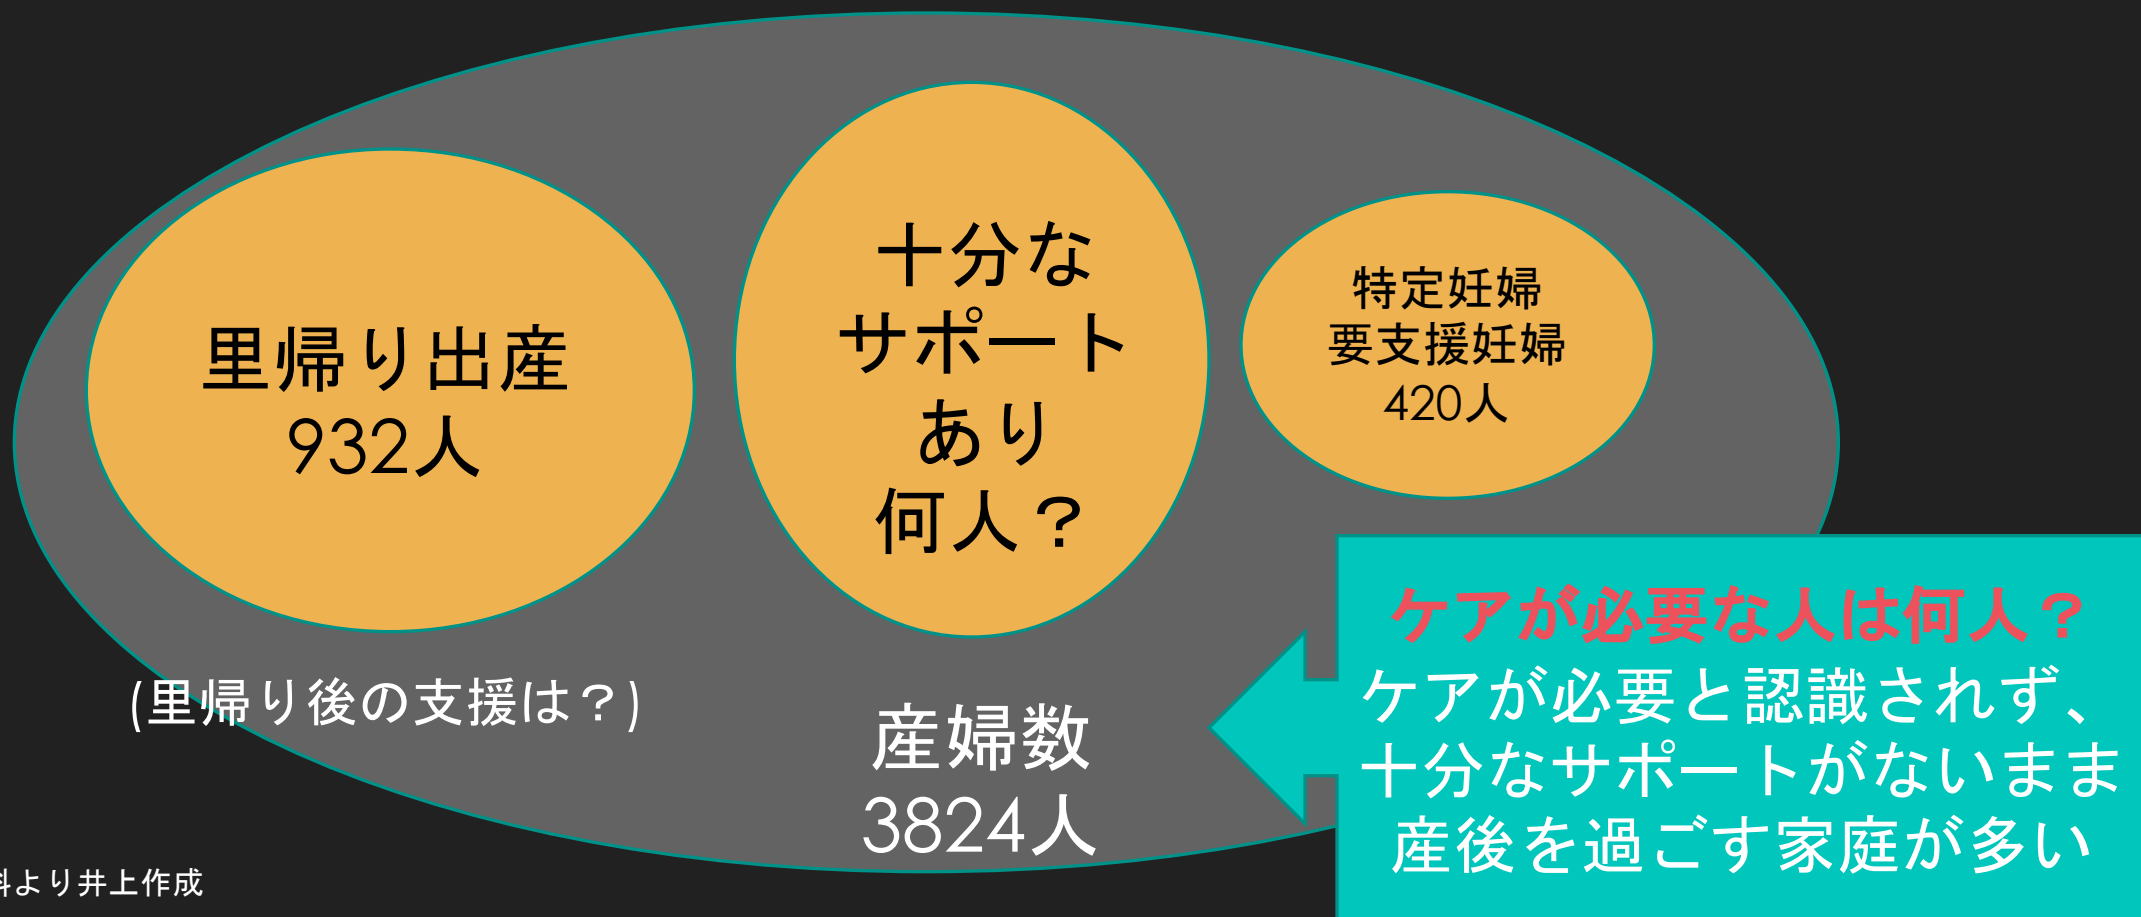 里帰り出産
932人
(里帰り後の支援は？)
十分な
サポート
あり
何人？
特定妊婦
要支援妊婦
420人
産婦数
3824人
ケアが必要な人は何人？
ケアが必要と認識されず、
十分なサポートがないまま
産後を過ごす家庭が多い
より井上作成